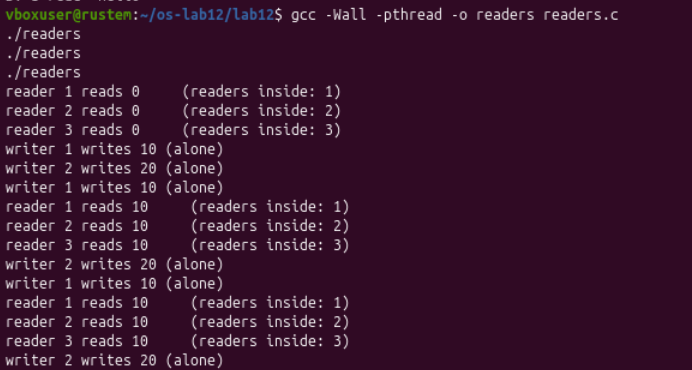 vboxuser@rustem:~/os-lab12/lab12$ gcc -Wall -pthread -o readers readers.c
./readers
./readers
./readers
reader 1 reads 0     (readers inside: 1)
reader 2 reads 0     (readers inside: 2)
reader 3 reads 0     (readers inside: 3)
writer 1 writes 10 (alone)
writer 2 writes 20 (alone)
writer 1 writes 10 (alone)
reader 1 reads 10     (readers inside: 1)
reader 2 reads 10     (readers inside: 2)
reader 3 reads 10     (readers inside: 3)
writer 2 writes 20 (alone)
writer 1 writes 10 (alone)
reader 1 reads 10     (readers inside: 1)
reader 2 reads 10     (readers inside: 2)
reader 3 reads 10     (readers inside: 3)
writer 2 writes 20 (alone)